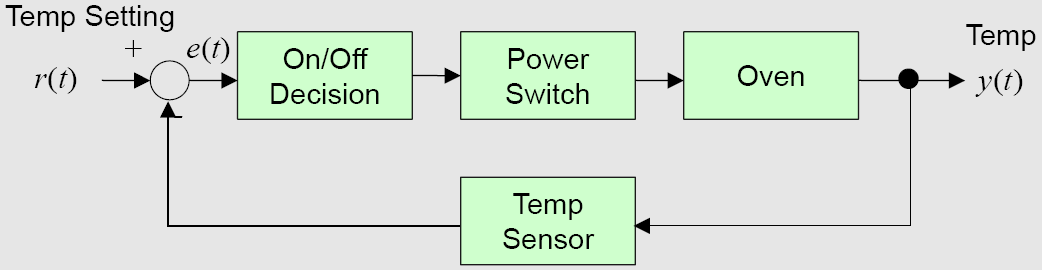 Temp Setting
+
e(t)
r(t)
On/Off
Decision
Power
Switch
Oven
Temp
y(t)
-
Temp
Sensor